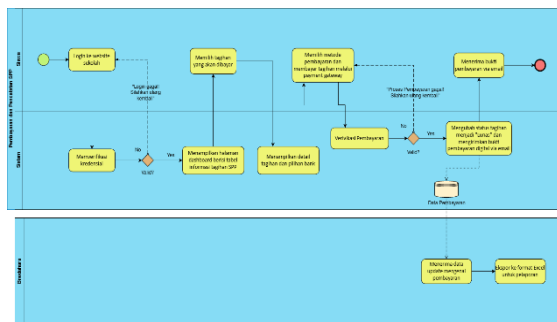 Pembayaran dan Pencatatan SPP
Siswa
Login ke website
sekolah
Memilih tagihan
yang akan dibayar
Memilih metode
pembayaran dan
membayar tagihan melalui
payment gateway
Menerima bukti
pembayaran via email
"Login gagal!
Silahkan ulang
kembali"
"Proses Pembayaran gagal!
Silahkan ulang kembali"
Sistem
Memverifikasi
kredensial
No
Valid?
Yes
Menampilkan halaman
dashboard berisi tabel
informasi tagihan SPP
Menampilkan detail
tagihan dan pilihan bank
Verivikasi Pembayaran
No
Valid?
Yes
Mengubah status tagihan
menjadi "Lunas" dan
mengirimkan bukti
pembayaran digital via email
Data Pembayaran
Bendahara
Menerima data
update mengenai
pembayaran
Ekspor ke format Excel
untuk pelaporan